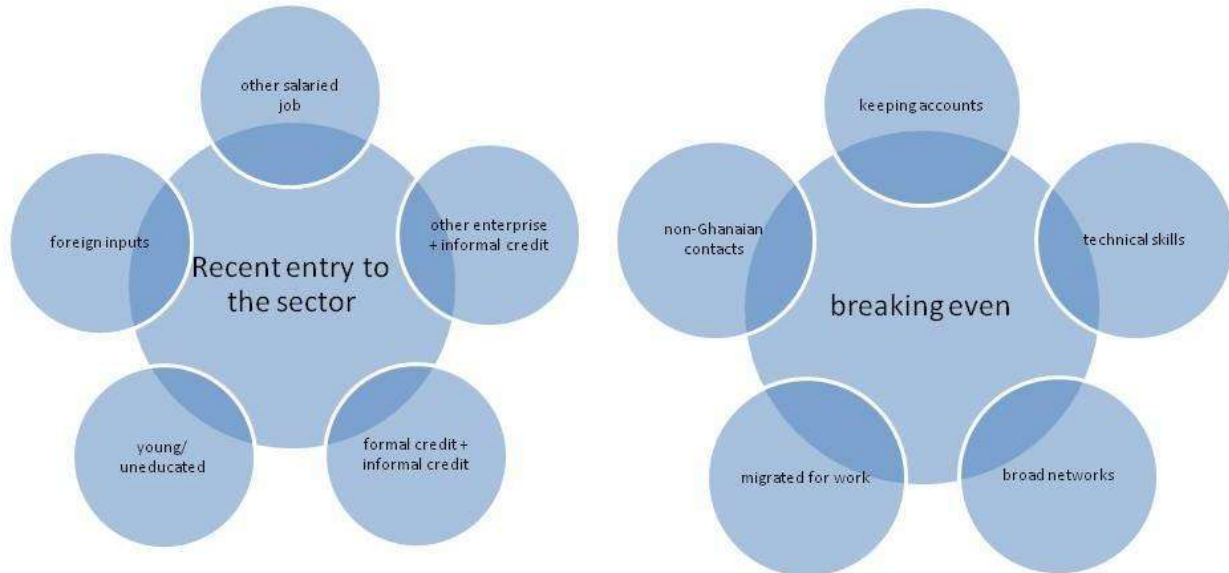 other salaried
job
foreign inputs
other enterprise
+ informal credit
Recent entry to
the sector
young/
uneducated
formal credit +
informal credit
keeping accounts
non-Ghanaian
contacts
technical skills
breaking even
migrated for work
broad networks